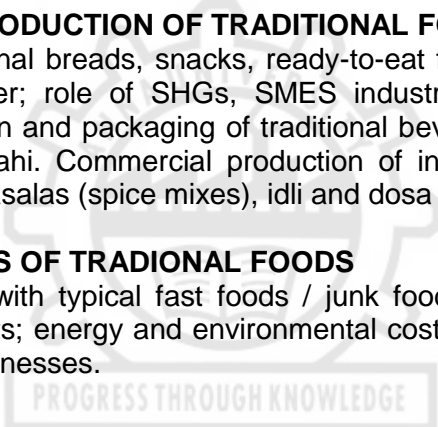 ODUCTION OF TRADITIONAL F
nal breads, snacks, ready-to-eat
er; role of SHGs, SMES industr
n and packaging of traditional bev
ahi. Commercial production of in
salas (spice mixes), idli and dosa
S OF TRADIONAL FOODS
with typical fast foods / junk foo
s; energy and environmental cost
nesses.
PROGRESS THROUGH KNOWLEDGE